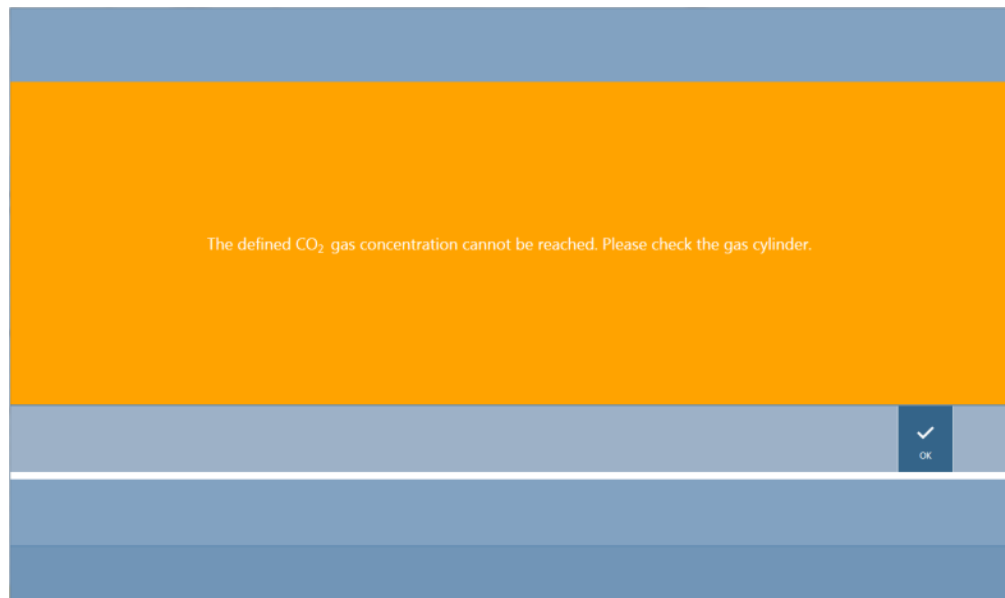 The defined CO₂ gas concentration cannot be reached. Please check the gas cylinder.
OK